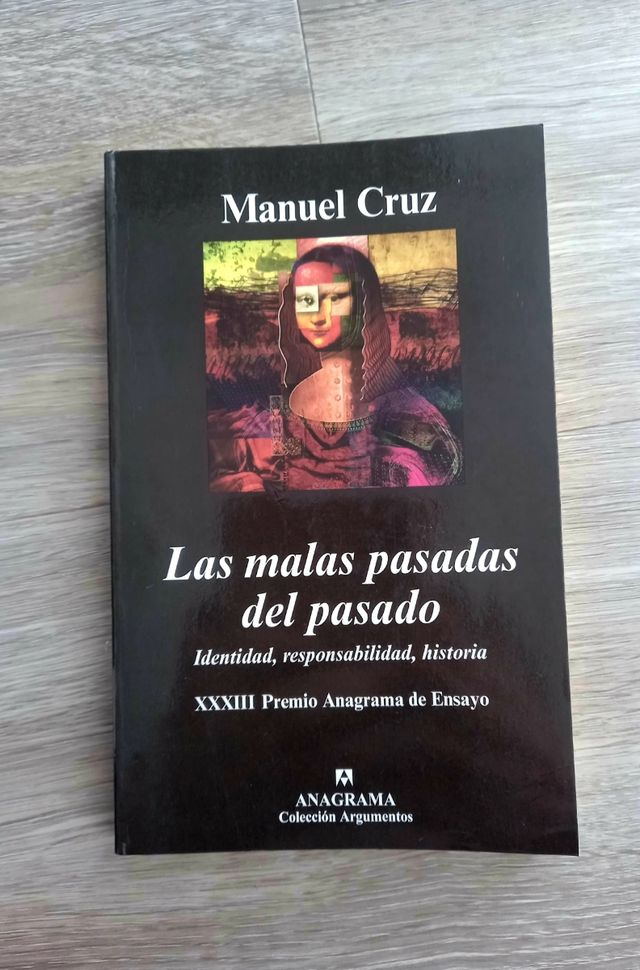 Manuel Cruz
Las malas pasadas
del pasado
Identidad, responsabilidad, historia
XXXIII Premio Anagrama de Ensayo
ANAGRAMA
Colección Argumentos